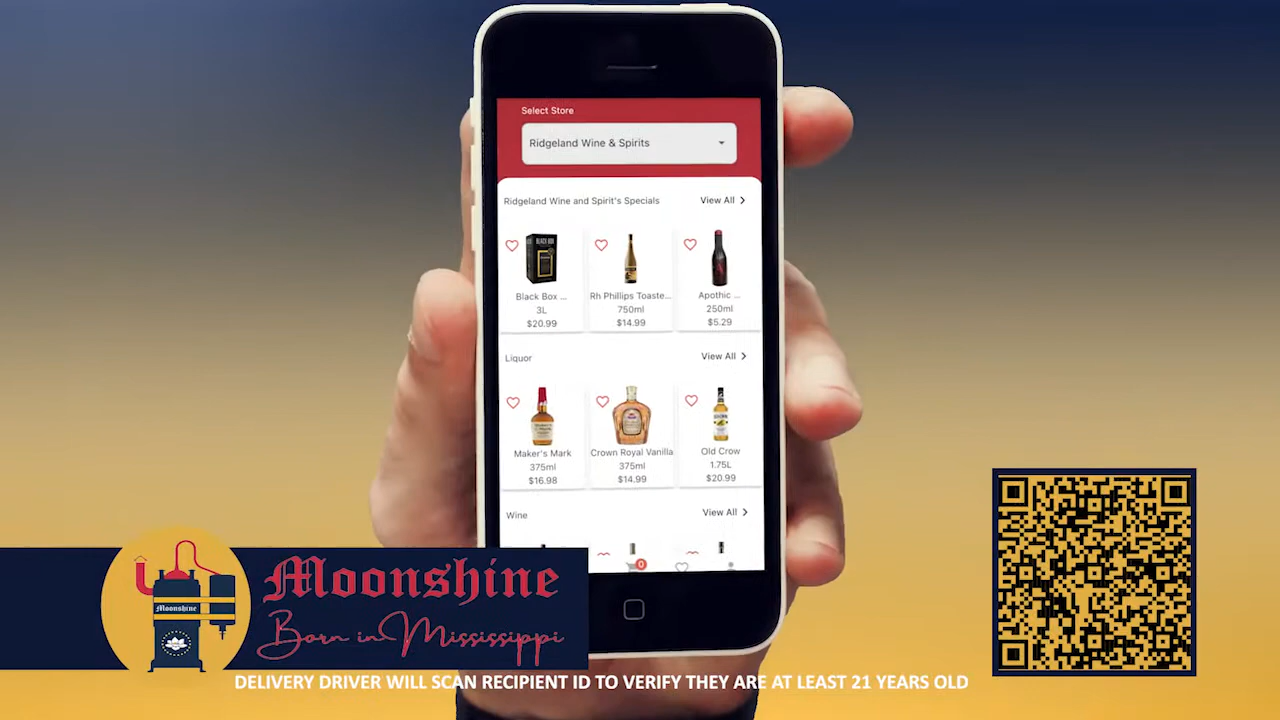 Select Store
Ridgeland Wine & Spirits
Ridgeland Wine and Spirit's Specials
View All
BLACK BOX
Black Box ...
3L
$20.99
Rh Phillips Toaste...
750ml
$14.99
Apothic ...
250ml
$5.29
Liquor
View All
Maker's Mark
375ml
$16.98
Crown Royal Vanilla
375ml
$14.99
Old Crow
1.75L
$20.99
Wine
View All
0
Moonshine
Moonshine
Born in Mississippi
DELIVERY DRIVER WILL SCAN RECIPIENT ID TO VERIFY THEY ARE AT LEAST 21 YEARS OLD